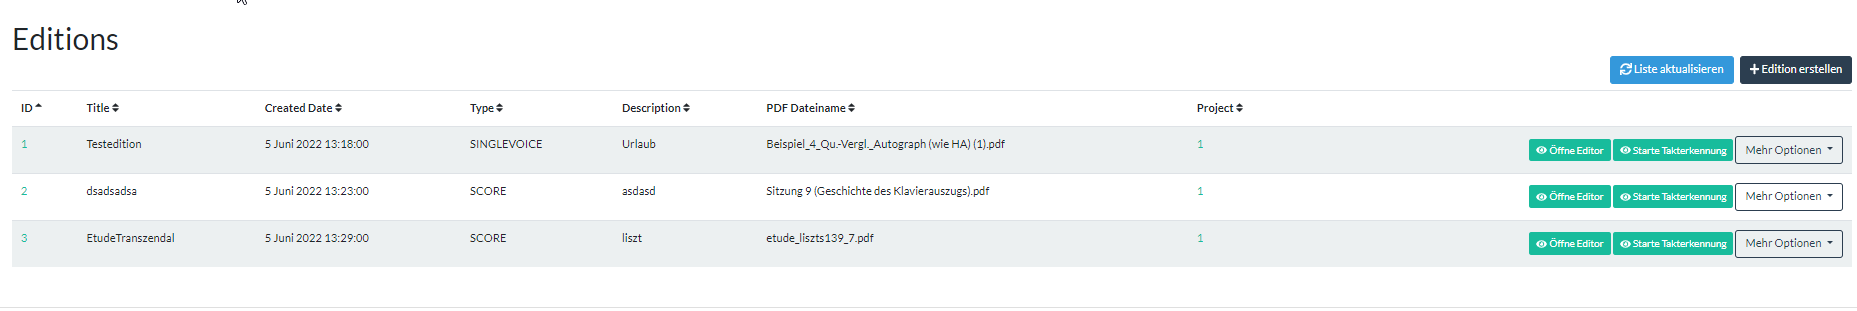 Editions
Liste aktualisieren Edition erstellen
ID Title Created Date Type Description PDF Dateiname Project
1 Testedition 5 Juni 2022 13:18:00 SINGLEVOICE Urlaub Beispiel_4_Qu.-Vergl._Autograph (wie HA) (1).pdf 1 Öffne Editor Starte Takterkennung Mehr Optionen
2 dsadsadsa 5 Juni 2022 13:23:00 SCORE asdasd Sitzung 9 (Geschichte des Klavierauszugs).pdf 1 Öffne Editor Starte Takterkennung Mehr Optionen
3 EtudeTranszendal 5 Juni 2022 13:29:00 SCORE liszt etude_liszts139_7.pdf 1 Öffne Editor Starte Takterkennung Mehr Optionen